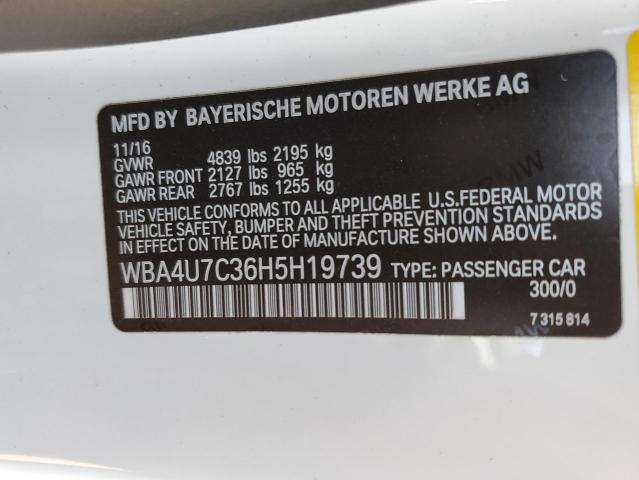 MFD BY BAYERISCHE MOTOREN WERKE AG
11/16
GVWR 4839 lbs 2195 kg
GAWR FRONT 2127 lbs 965 kg
GAWR REAR 2767 lbs 1255 kg
THIS VEHICLE CONFORMS TO ALL APPLICABLE U.S.FEDERAL MOTOR
VEHICLE SAFETY, BUMPER AND THEFT PREVENTION STANDARDS
IN EFFECT ON THE DATE OF MANUFACTURE SHOWN ABOVE.
WBA4U7C36H5H19739 TYPE: PASSENGER CAR
300/0
7 315 814